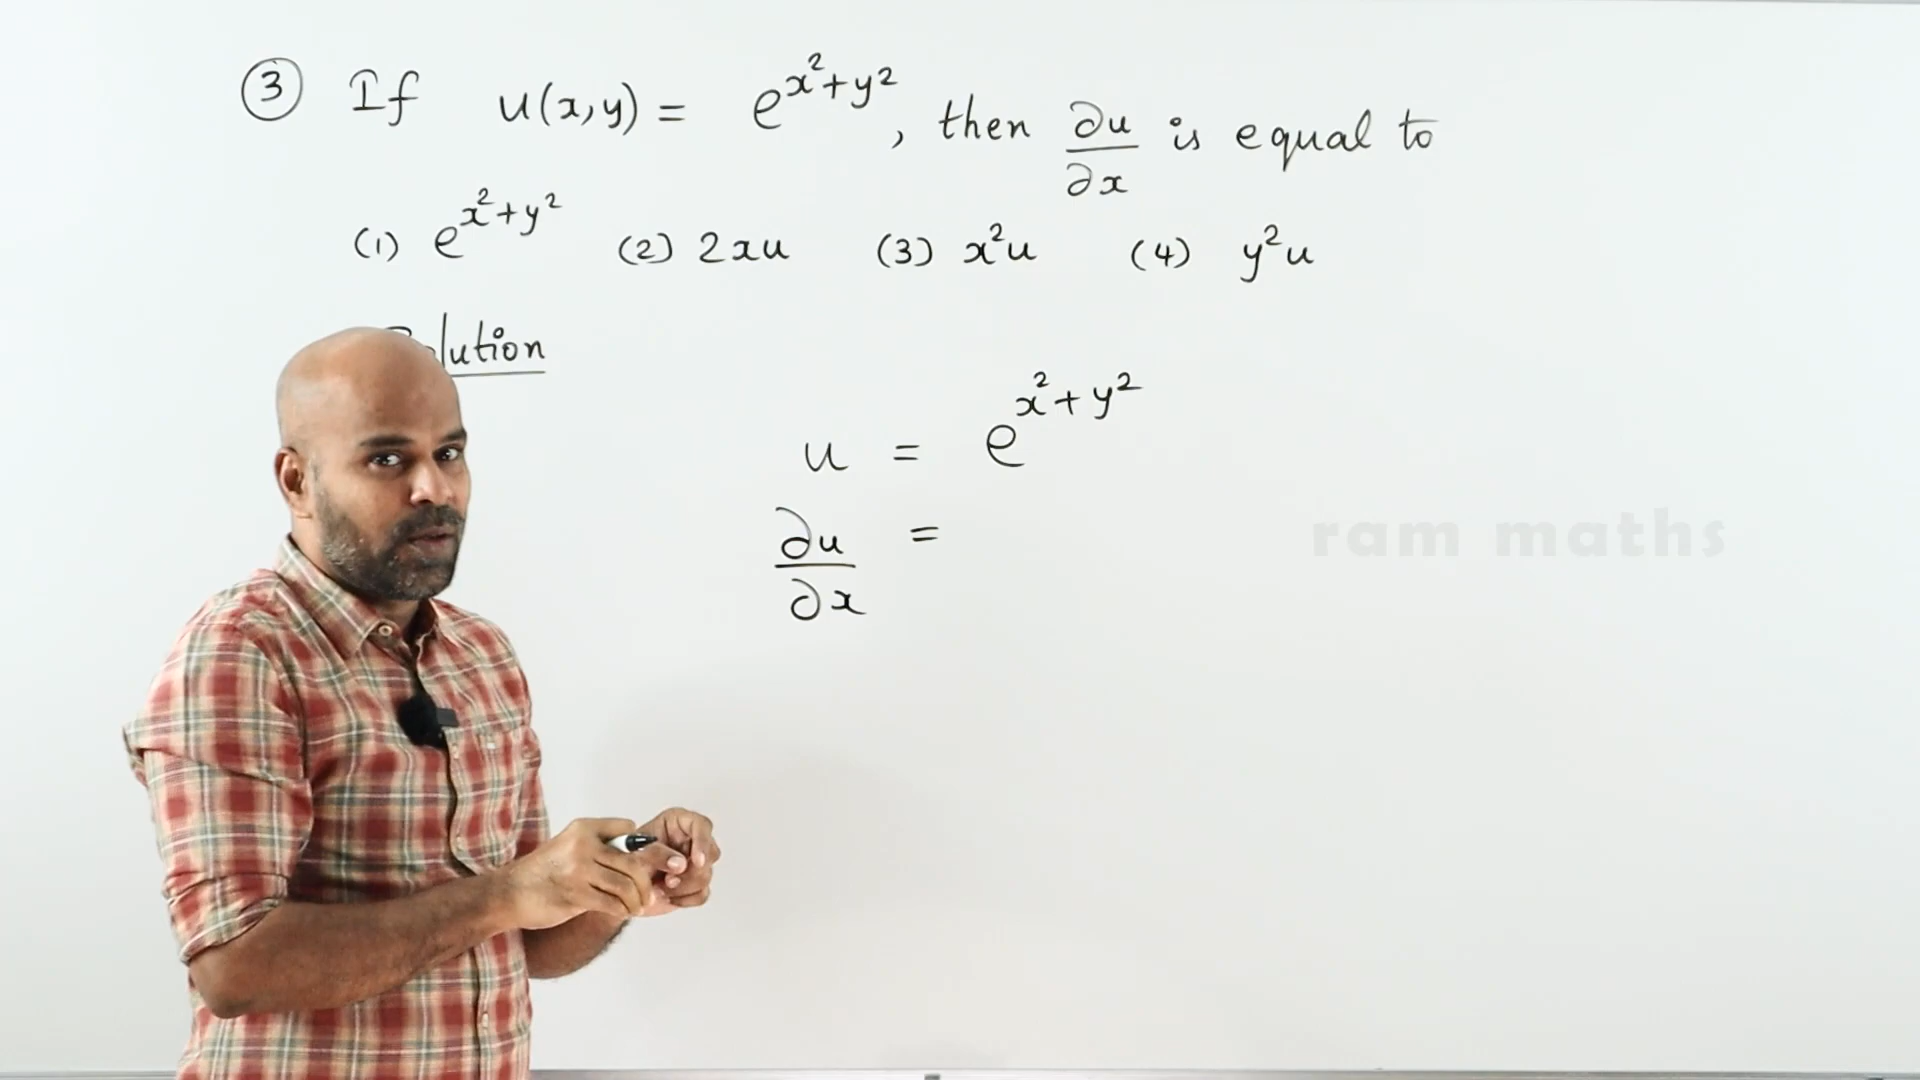 ③ If u(x,y) = e^{x²+y²}, then ∂u/∂x is equal to
(1) e^{x²+y²} (2) 2xu (3) x²u (4) y²u
u = e^{x²+y²}
∂u/∂x =
ram maths